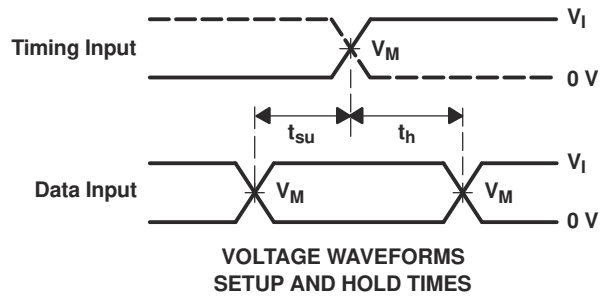 V_I
Timing Input
V_M
0 V
t_su
t_h
V_I
Data Input
V_M
V_M
0 V
VOLTAGE WAVEFORMS
SETUP AND HOLD TIMES